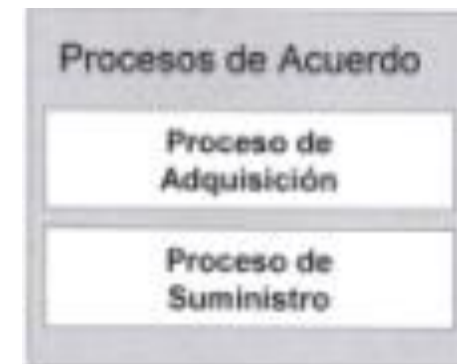 Procesos de Acuerdo
Proceso de
Adquisición
Proceso de
Suministro